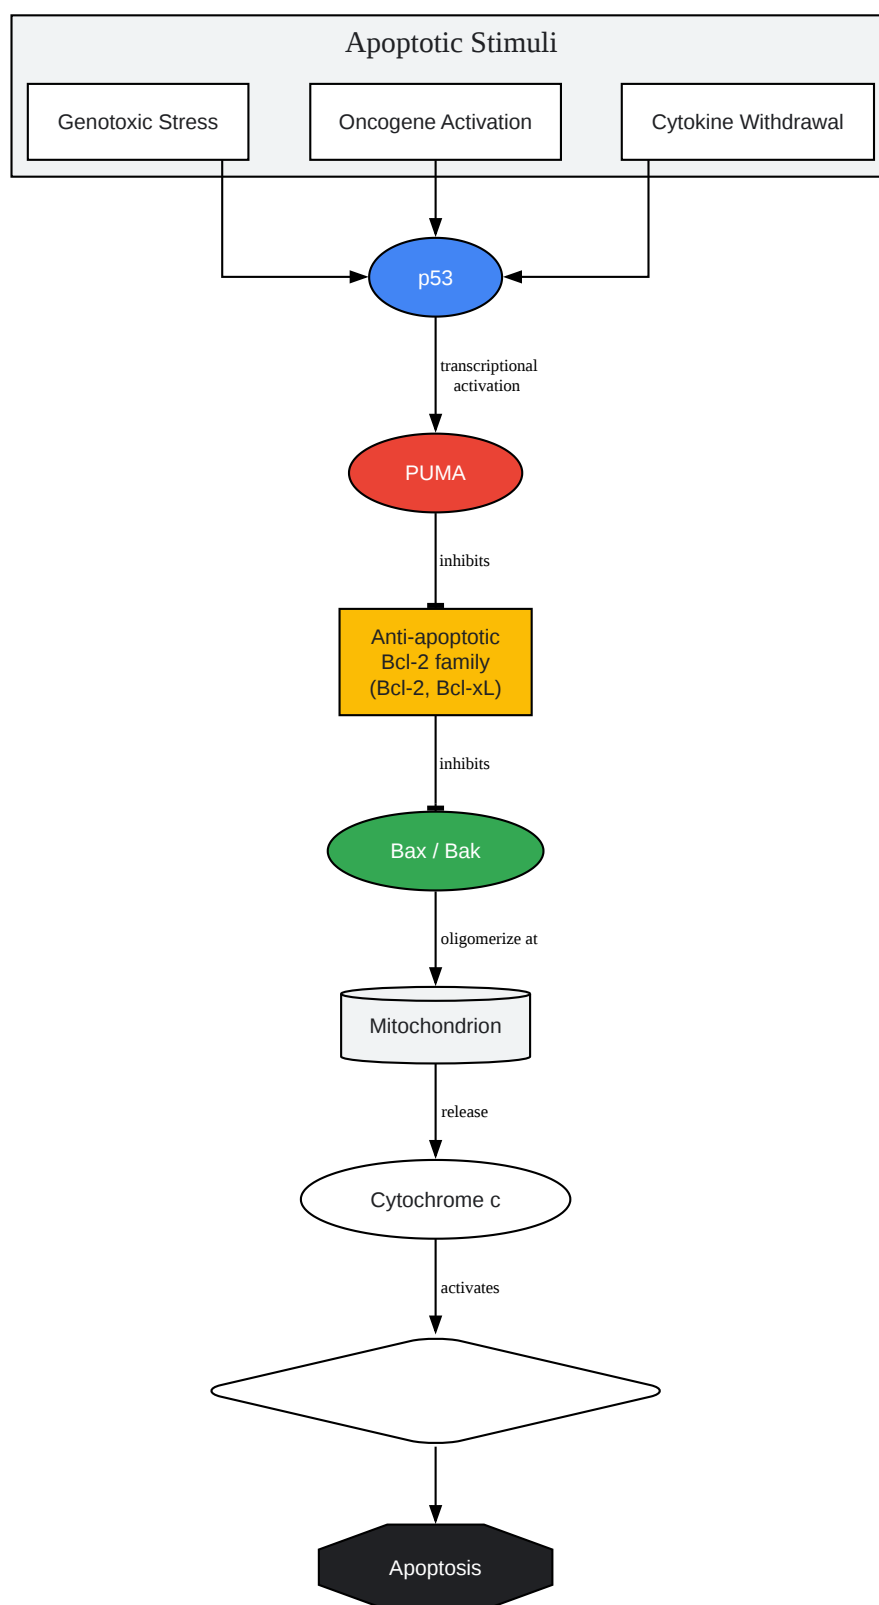 Apoptotic Stimuli
Genotoxic Stress
Oncogene Activation
Cytokine Withdrawal
p53
transcriptional
activation
PUMA
inhibits
Anti-apoptotic
Bcl-2 family
(Bcl-2, Bcl-xL)
inhibits
Bax / Bak
oligomerize at
Mitochondrion
release
Cytochrome c
activates
Apoptosis